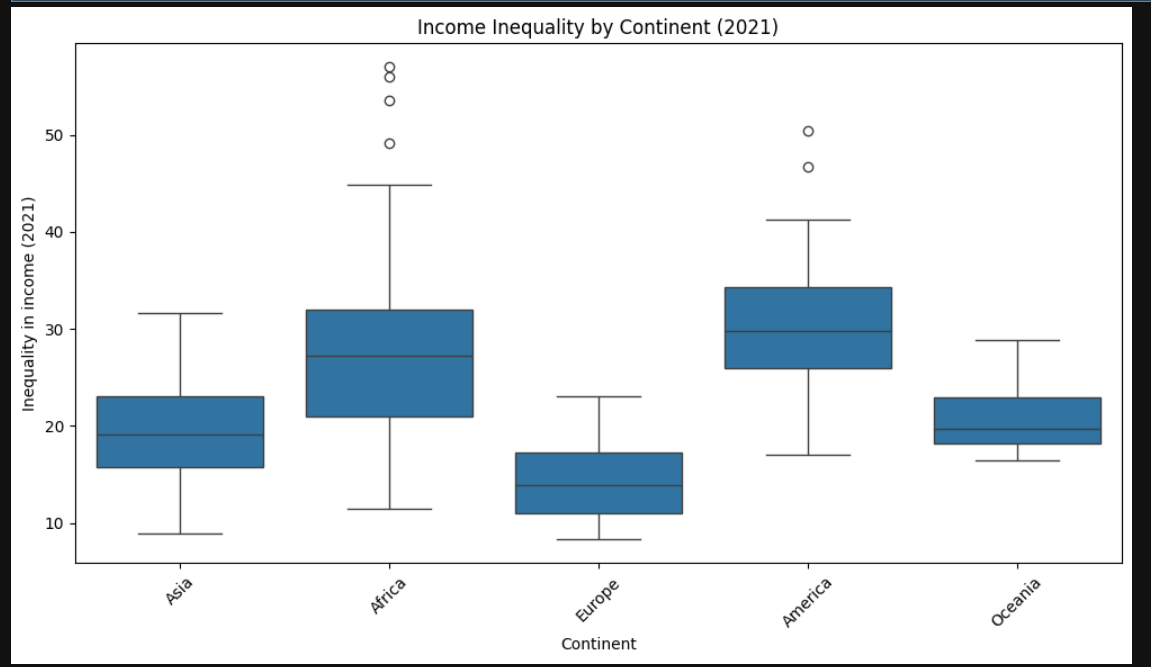 Income Inequality by Continent (2021)
Inequality in income (2021)
50
40
30
20
10
Asia
Africa
Europe
America
Oceania
Continent